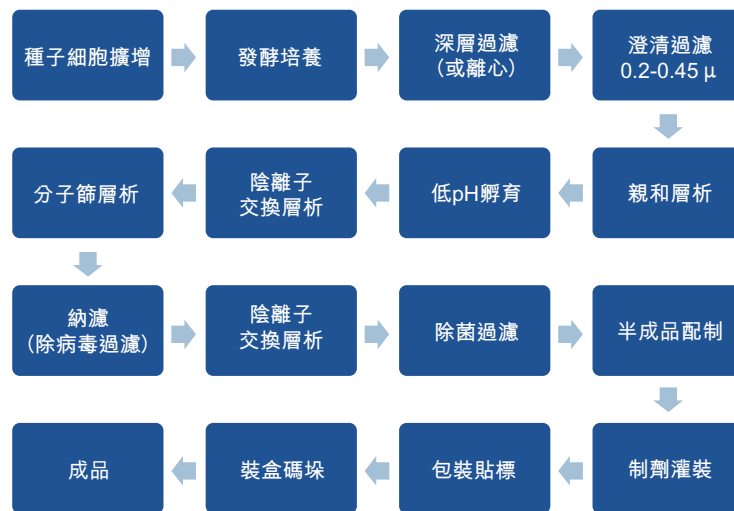 種子細胞擴增
發酵培養
深層過濾
（或離心）
澄清過濾
0.2-0.45 μ
親和層析
低pH孵育
陰離子
交換層析
分子篩層析
納濾
（除病毒過濾）
陰離子
交換層析
除菌過濾
半成品配制
制劑灌裝
包裝貼標
裝盒碼垛
成品